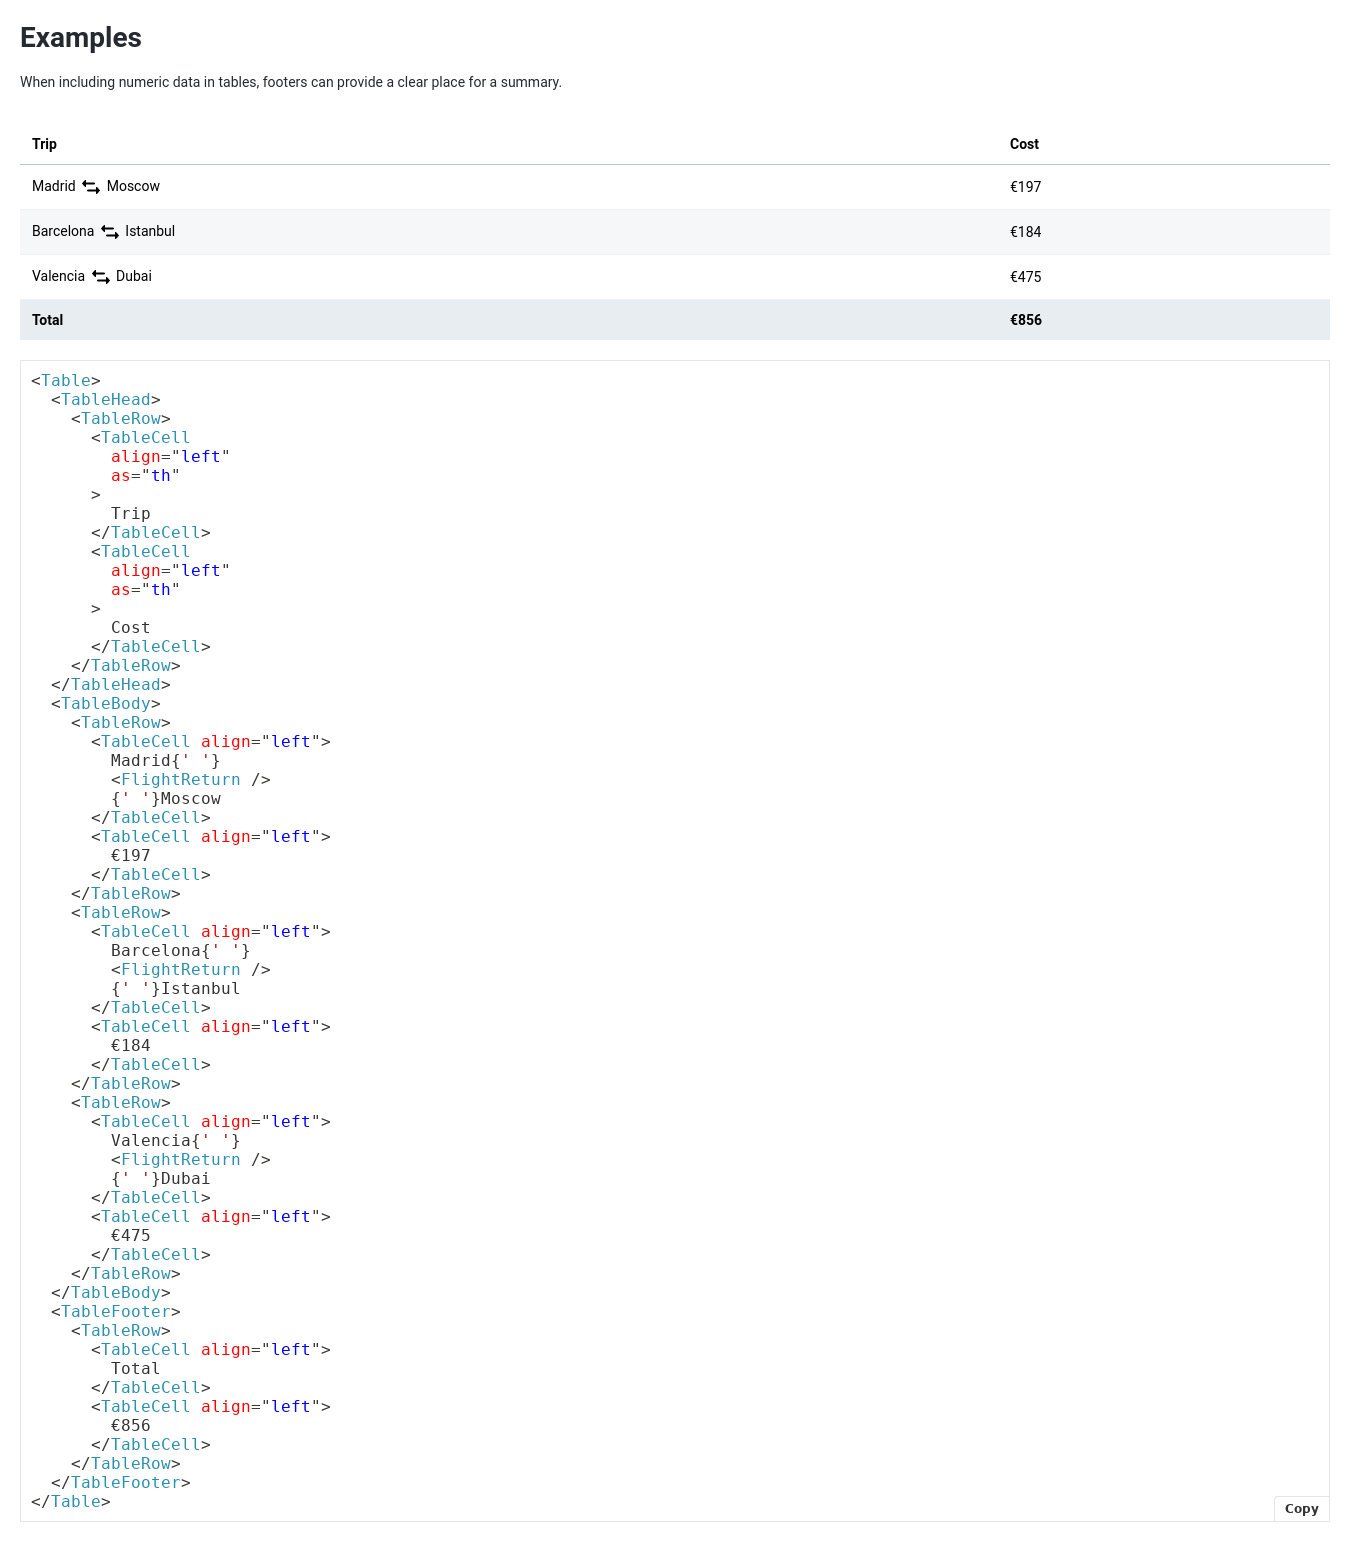 Examples
When including numeric data in tables, footers can provide a clear place for a summary.
Trip Cost
Madrid Moscow €197
Barcelona Istanbul €184
Valencia Dubai €475
Total €856
<Table>
  <TableHead>
    <TableRow>
      <TableCell
        align="left"
        as="th"
      >
        Trip
      </TableCell>
      <TableCell
        align="left"
        as="th"
      >
        Cost
      </TableCell>
    </TableRow>
  </TableHead>
  <TableBody>
    <TableRow>
      <TableCell align="left">
        Madrid{' '}
        <FlightReturn />
        {' '}Moscow
      </TableCell>
      <TableCell align="left">
        €197
      </TableCell>
    </TableRow>
    <TableRow>
      <TableCell align="left">
        Barcelona{' '}
        <FlightReturn />
        {' '}Istanbul
      </TableCell>
      <TableCell align="left">
        €184
      </TableCell>
    </TableRow>
    <TableRow>
      <TableCell align="left">
        Valencia{' '}
        <FlightReturn />
        {' '}Dubai
      </TableCell>
      <TableCell align="left">
        €475
      </TableCell>
    </TableRow>
  </TableBody>
  <TableFooter>
    <TableRow>
      <TableCell align="left">
        Total
      </TableCell>
      <TableCell align="left">
        €856
      </TableCell>
    </TableRow>
  </TableFooter>
</Table>
Copy